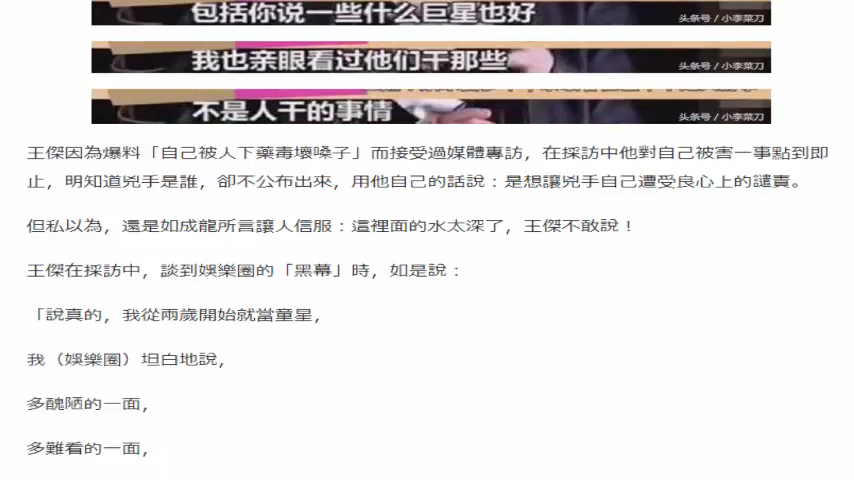 包括你说一些什么巨星也好
头条号 / 小李菜刀
我也亲眼看过他们干那些
头条号 / 小李菜刀
不是人干的事情
头条号 / 小李菜刀
王傑因為爆料「自己被人下藥毒壞嗓子」而接受過媒體專訪，在採訪中他對自己被害一事點到即
止，明知道兇手是誰，卻不公布出來，用他自己的話說：是想讓兇手自己遭受良心上的譴責。
但私以為，還是如成龍所言讓人信服：這裡面的水太深了，王傑不敢說！
王傑在採訪中，談到娛樂圈的「黑幕」時，如是說：
「說真的，我從兩歲開始就當童星，
我（娛樂圈）坦白地說，
多醜陋的一面，
多難看的一面，